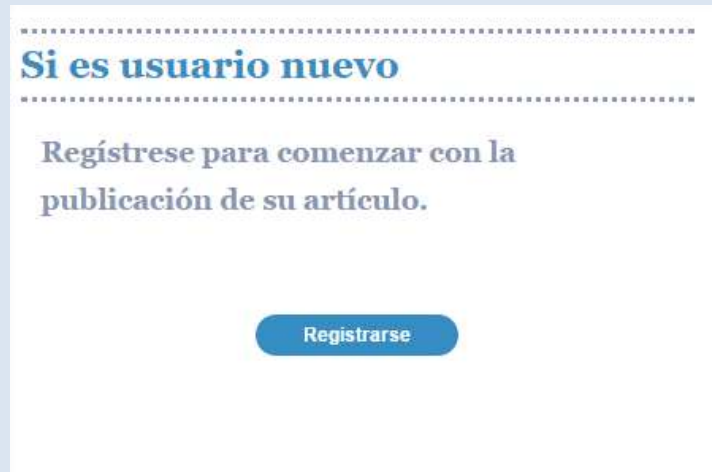 Si es usuario nuevo
Regístrese para comenzar con la
publicación de su artículo.
Registrarse